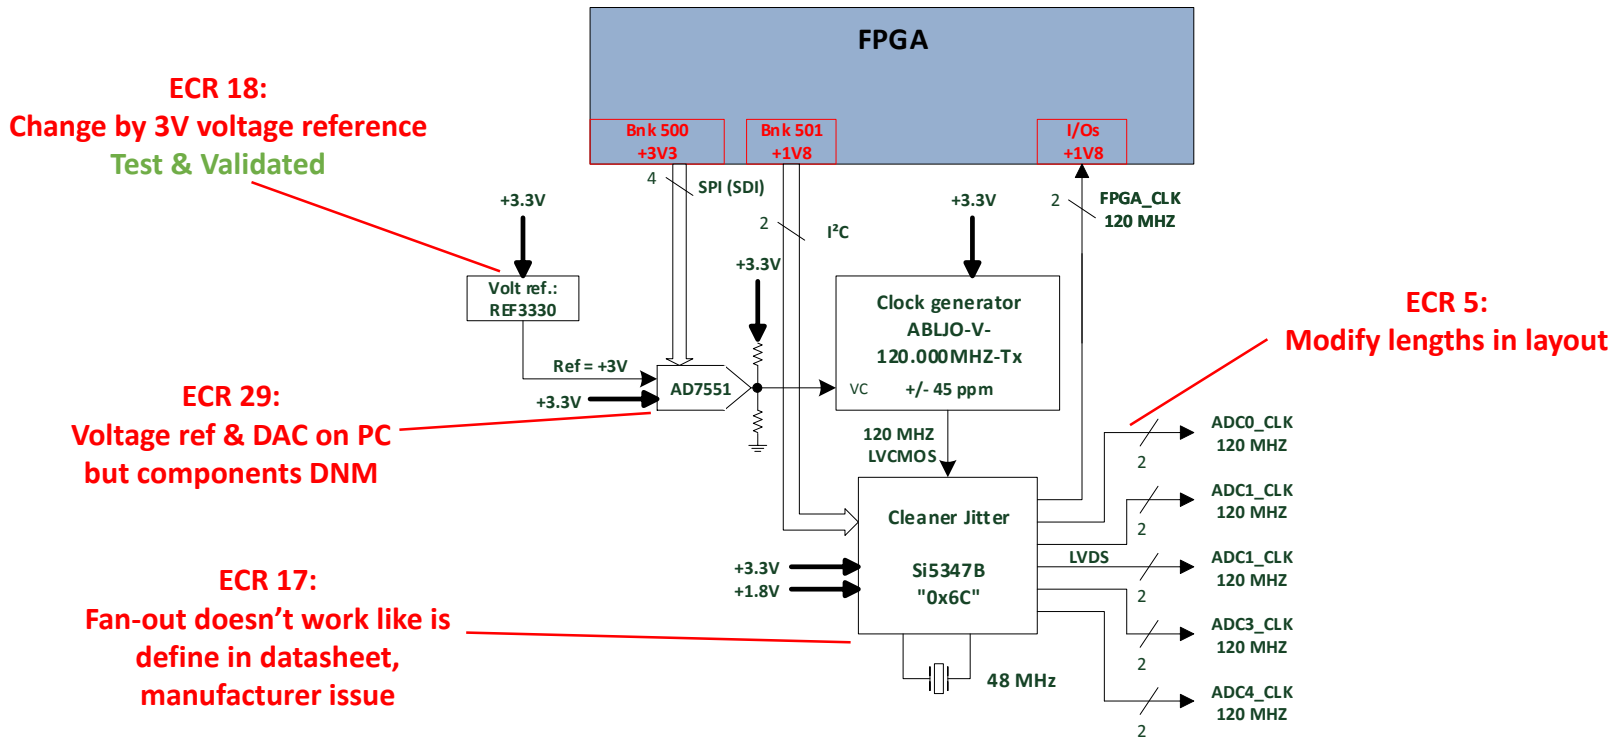 FPGA
ECR 18:
Change by 3V voltage reference
Test & Validated
Bnk 500
+3V3
Bnk 501
+1V8
I/Os
+1V8
4
SPI (SDI)
2
I²C
+3.3V
+3.3V
2
FPGA_CLK
120 MHZ
+3.3V
Volt ref.:
REF3330
Clock generator
ABLJO-V-
120.000MHZ-Tx
VC
+/- 45 ppm
ECR 5:
Modify lengths in layout
Ref = +3V
AD7551
+3.3V
ECR 29:
Voltage ref & DAC on PC
but components DNM
120 MHZ
LVCMOS
ADC0_CLK
120 MHZ
2
Cleaner Jitter
Si5347B
"0x6C"
ADC1_CLK
120 MHZ
2
LVDS
ADC1_CLK
120 MHZ
2
+3.3V
+1.8V
ECR 17:
Fan-out doesn’t work like is
define in datasheet,
manufacturer issue
ADC3_CLK
120 MHZ
2
48 MHz
ADC4_CLK
120 MHZ
2